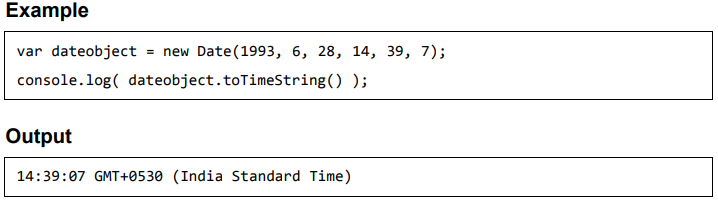 Example
var dateobject = new Date(1993, 6, 28, 14, 39, 7);
console.log( dateobject.toTimeString() );
Output
14:39:07 GMT+0530 (India Standard Time)